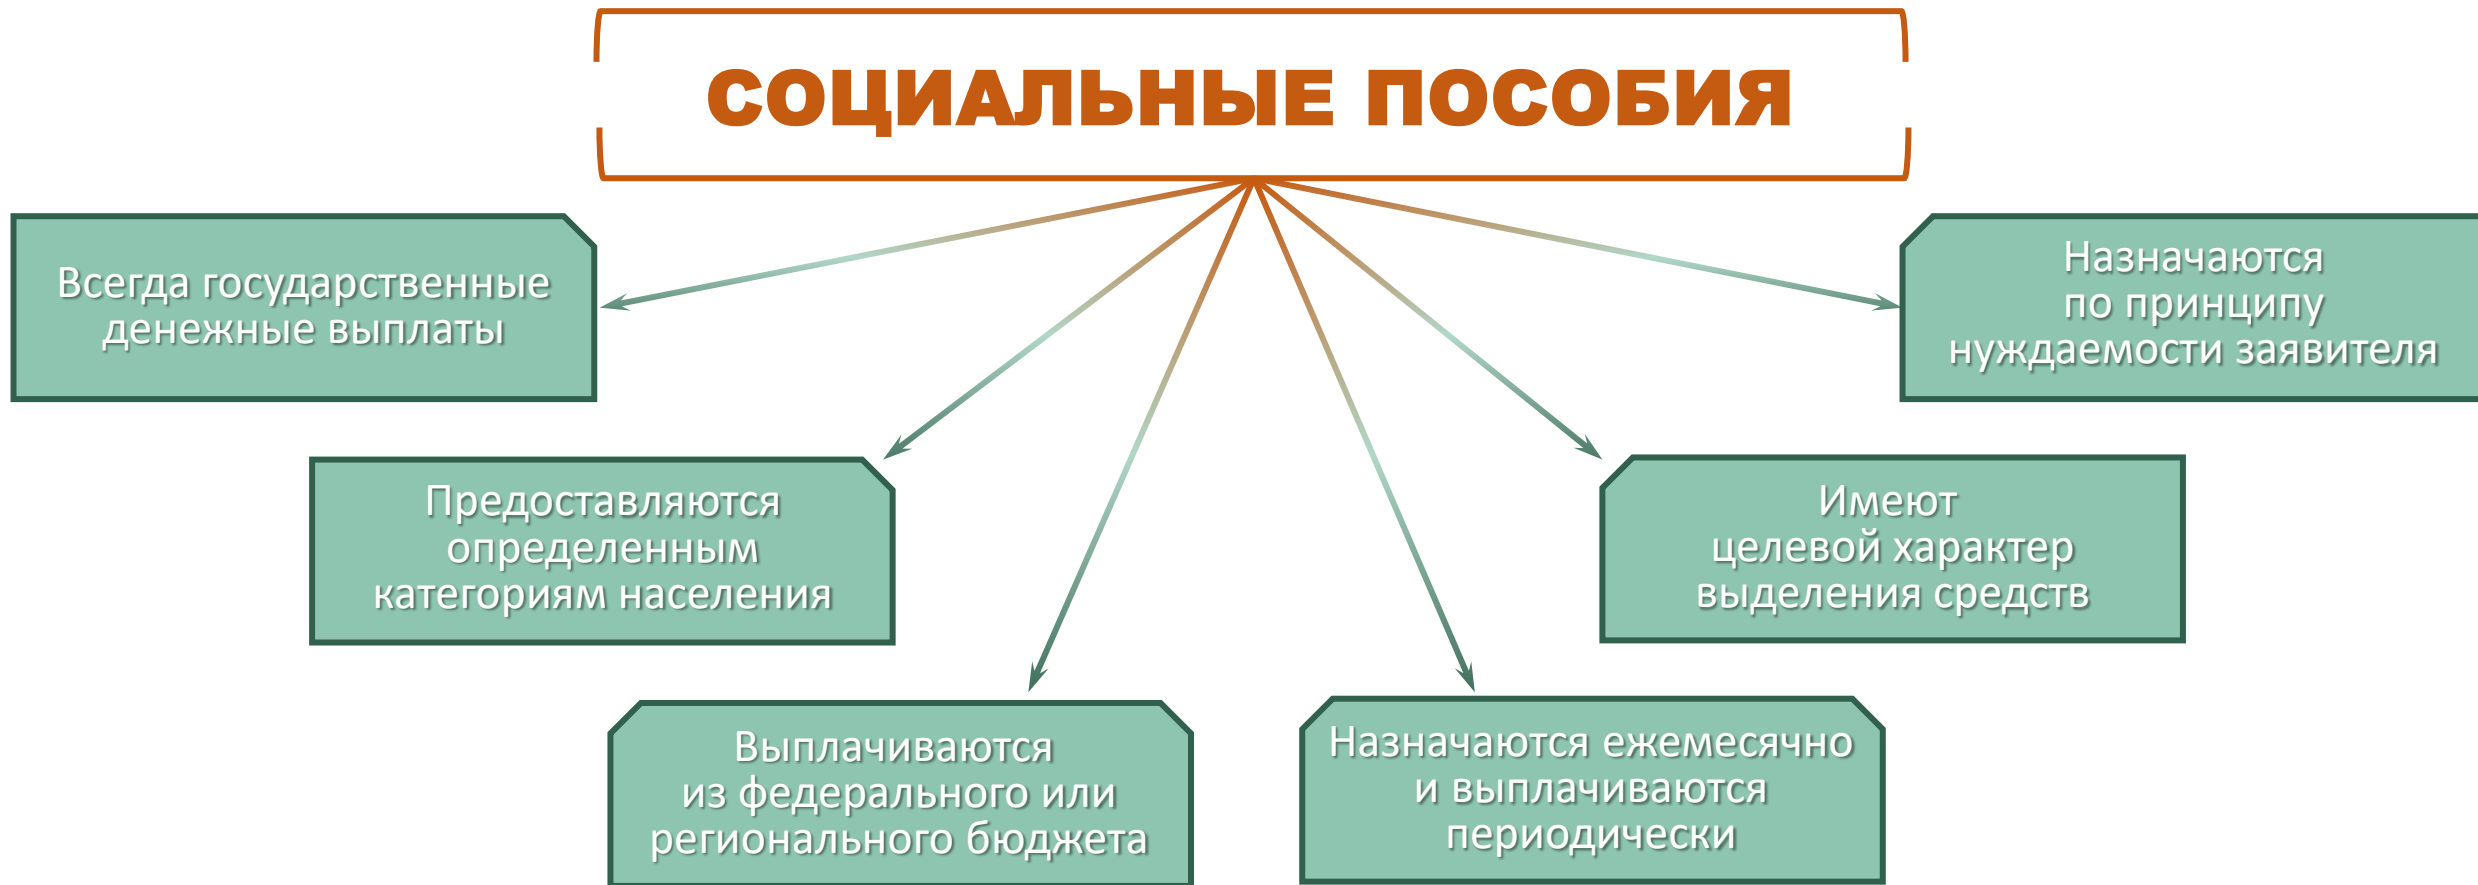 СОЦИАЛЬНЫЕ ПОСОБИЯ
Всегда государственные
денежные выплаты
Предоставляются
определенным
категориям населения
Выплачиваются
из федерального или
регионального бюджета
Назначаются ежемесячно
и выплачиваются
периодически
Имеют
целевой характер
выделения средств
Назначаются
по принципу
нуждаемости заявителя